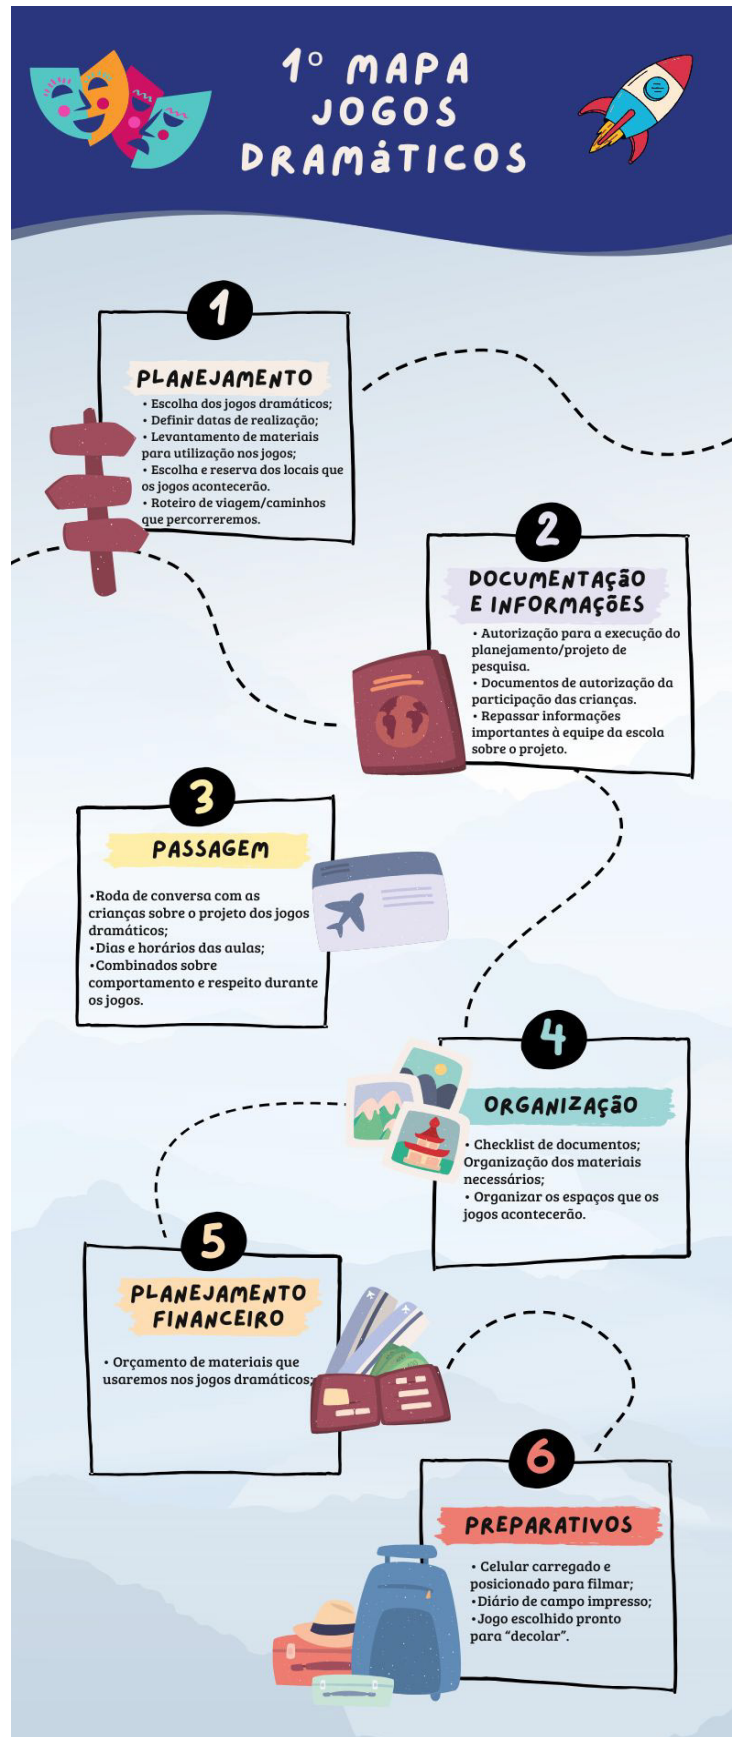 1º MAPA
JOGOS
DRAMáTICOS
1
PLANEJAMENTO
• Escolha dos jogos dramáticos;
• Definir datas de realização;
• Levantamento de materiais
para utilização nos jogos;
• Escolha e reserva dos locais que
os jogos acontecerão.
• Roteiro de viagem/caminhos
que percorreremos.
2
DOCUMENTAÇãO
E INFORMAÇÕES
• Autorização para a execução do
planejamento/projeto de
pesquisa.
• Documentos de autorização da
participação das crianças.
• Repassar informações
importantes à equipe da escola
sobre o projeto.
3
PASSAGEM
•Roda de conversa com as
crianças sobre o projeto dos jogos
dramáticos;
•Dias e horários das aulas;
•Combinados sobre
comportamento e respeito durante
os jogos.
4
ORGANIZAÇãO
• Checklist de documentos;
Organização dos materiais
necessários;
• Organizar os espaços que os
jogos acontecerão.
5
PLANEJAMENTO
FINANCEIRO
• Orçamento de materiais que
usaremos nos jogos dramáticos;
6
PREPARATIVOS
• Celular carregado e
posicionado para filmar;
•Diário de campo impresso;
•Jogo escolhido pronto
para “decolar”.